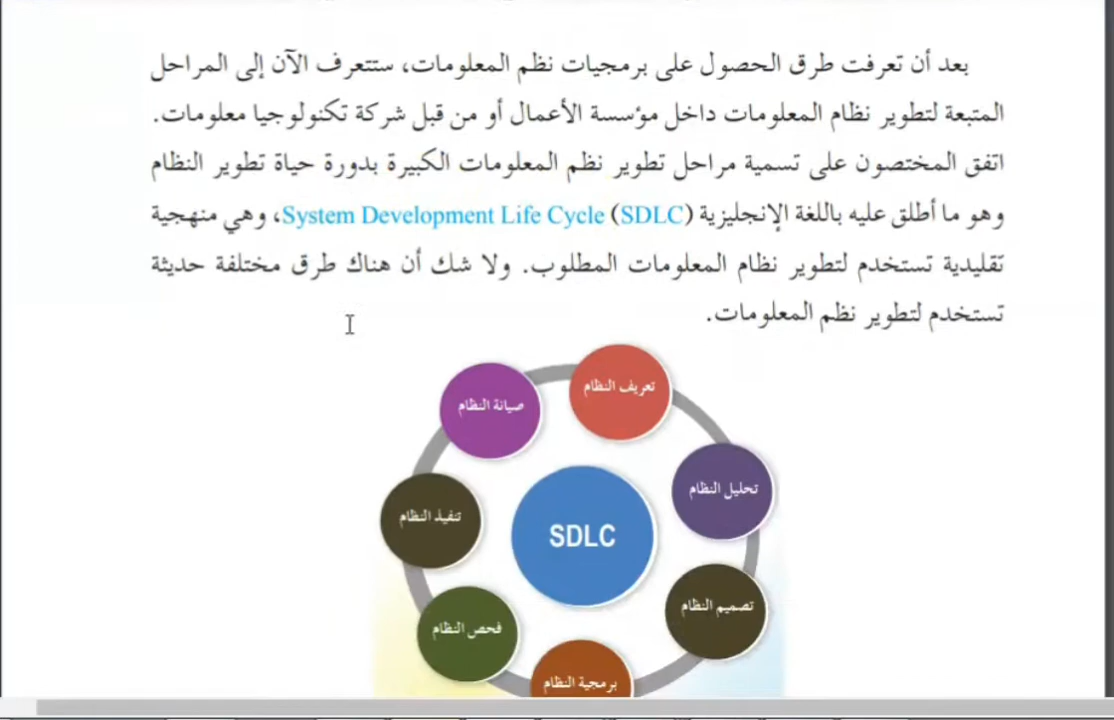 بعد أن تعرفت طرق الحصول على برمجيات نظم المعلومات، ستتعرف الآن إلى المراحل
المتبعة لتطوير نظام المعلومات داخل مؤسسة الأعمال أو من قبل شركة تكنولوجيا معلومات.
اتفق المختصون على تسمية مراحل تطوير نظم المعلومات الكبيرة بدورة حياة تطوير النظام
وهو ما أطلق عليه باللغة الإنجليزية System Development Life Cycle (SDLC)، وهي منهجية
تقليدية تستخدم لتطوير نظام المعلومات المطلوب. ولا شك أن هناك طرق مختلفة حديثة
تستخدم لتطوير نظم المعلومات.
تعريف النظام
تحليل النظام
تصميم النظام
برمجية النظام
فحص النظام
تنفيذ النظام
صيانة النظام
SDLC